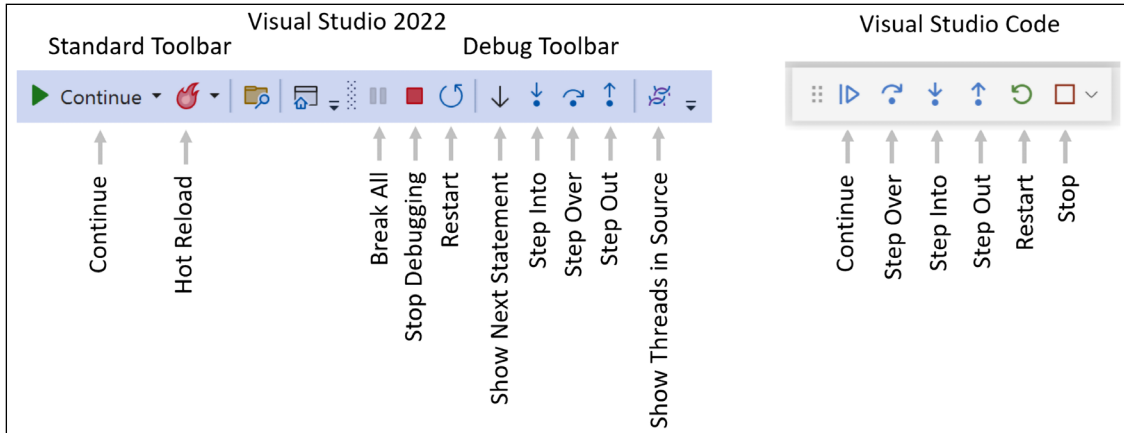 Visual Studio 2022
Standard Toolbar
Debug Toolbar
Continue
Continue
Hot Reload
Break All
Stop Debugging
Restart
Show Next Statement
Step Into
Step Over
Step Out
Show Threads in Source
Visual Studio Code
Continue
Step Over
Step Into
Step Out
Restart
Stop